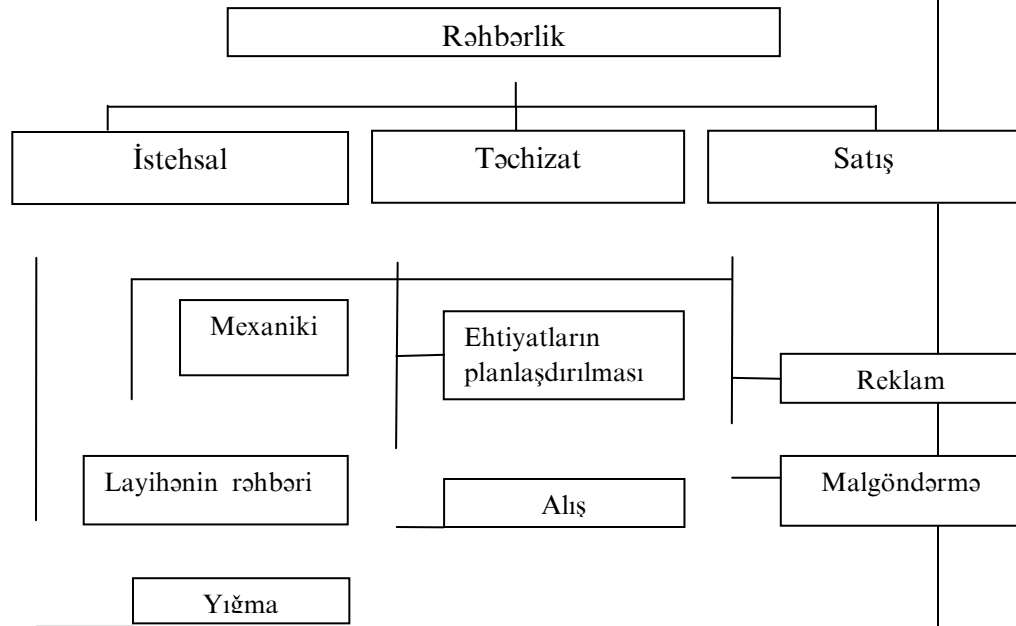 Rəhbərlik
İstehsal
Təchizat
Satış
Mexaniki
Ehtiyatların
planlaşdırılması
Reklam
Layihənin rəhbəri
Alış
Malgöndərmə
Yığma